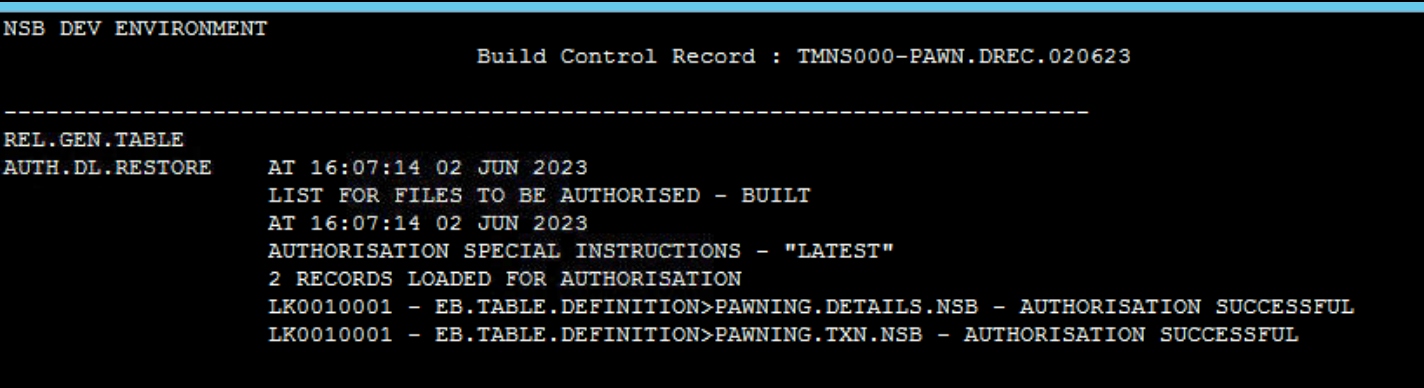 NSB DEV ENVIRONMENT
Build Control Record : TMNS000-PAWN.DREC.020623
------------------------------------------------------------------------------
REL.GEN.TABLE
AUTH.DL.RESTORE AT 16:07:14 02 JUN 2023
LIST FOR FILES TO BE AUTHORISED - BUILT
AT 16:07:14 02 JUN 2023
AUTHORISATION SPECIAL INSTRUCTIONS - "LATEST"
2 RECORDS LOADED FOR AUTHORISATION
LK0010001 - EB.TABLE.DEFINITION>PAWNING.DETAILS.NSB - AUTHORISATION SUCCESSFUL
LK0010001 - EB.TABLE.DEFINITION>PAWNING.TXN.NSB - AUTHORISATION SUCCESSFUL